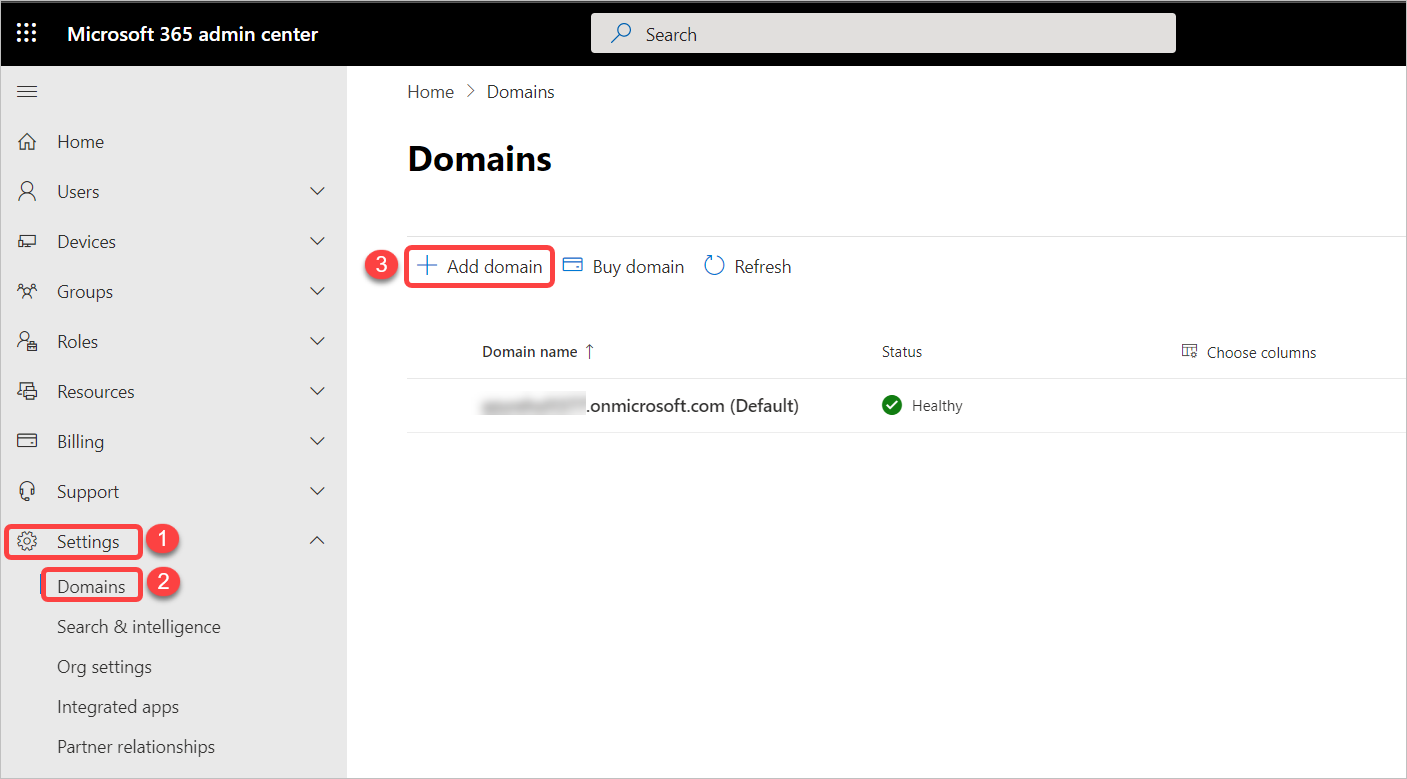 Microsoft 365 admin center
Search
Home
Users
Devices
Groups
Roles
Resources
Billing
Support
Settings 1
Domains 2
Search & intelligence
Org settings
Integrated apps
Partner relationships
Home > Domains
Domains
3 Add domain Buy domain Refresh
Domain name ↑ Status Choose columns
.onmicrosoft.com (Default) Healthy